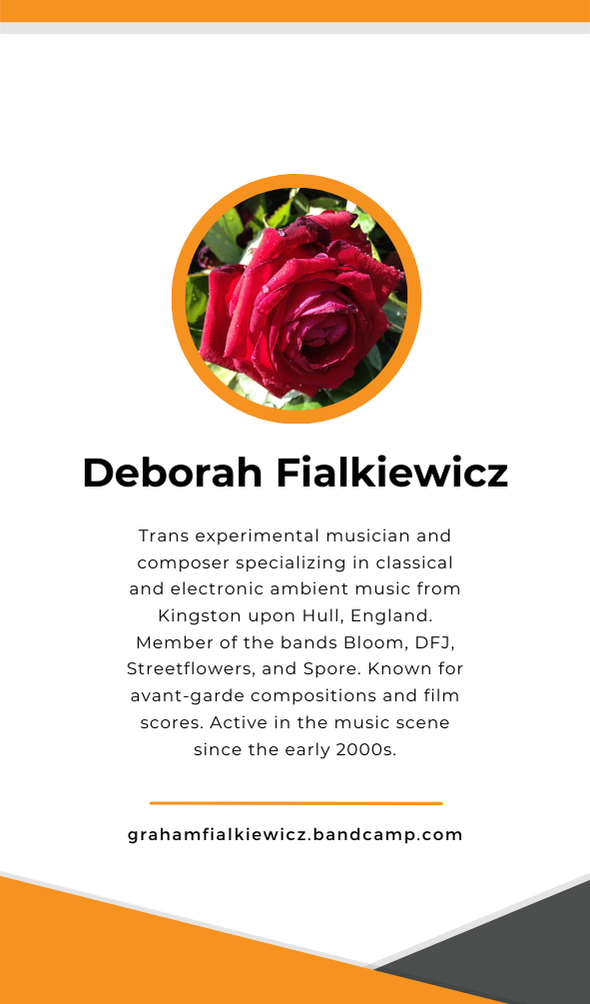 Deborah Fialkiewicz
Trans experimental musician and
composer specializing in classical
and electronic ambient music from
Kingston upon Hull, England.
Member of the bands Bloom, DFJ,
Streetflowers, and Spore. Known for
avant-garde compositions and film
scores. Active in the music scene
since the early 2000s.
grahamfialkiewicz.bandcamp.com